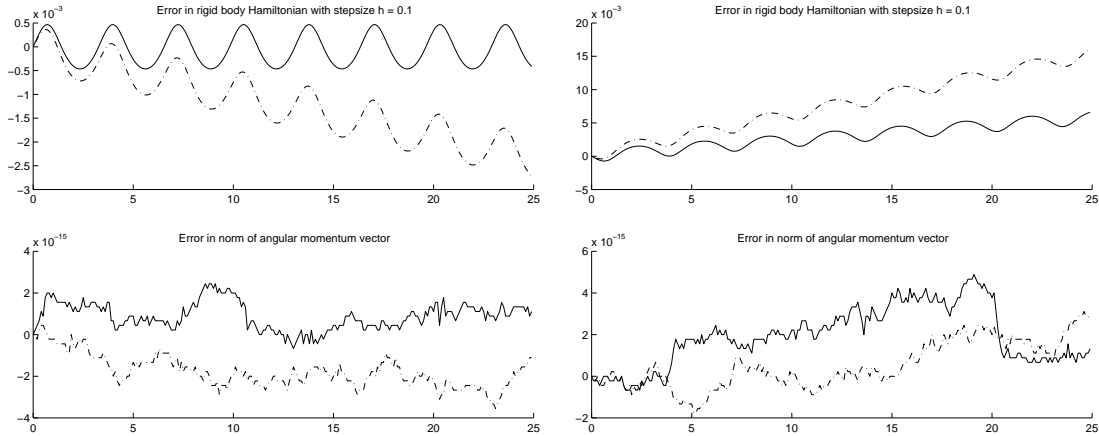 Error in rigid body Hamiltonian with stepsize h = 0.1
x 10⁻³
0.5
0
−0.5
−1
−1.5
−2
−2.5
−3
0 5 10 15 20 25
Error in rigid body Hamiltonian with stepsize h = 0.1
x 10⁻³
20
15
10
5
0
−5
0 5 10 15 20 25
Error in norm of angular momentum vector
x 10⁻¹⁵
4
2
0
−2
−4
0 5 10 15 20 25
Error in norm of angular momentum vector
x 10⁻¹⁵
6
4
2
0
−2
0 5 10 15 20 25